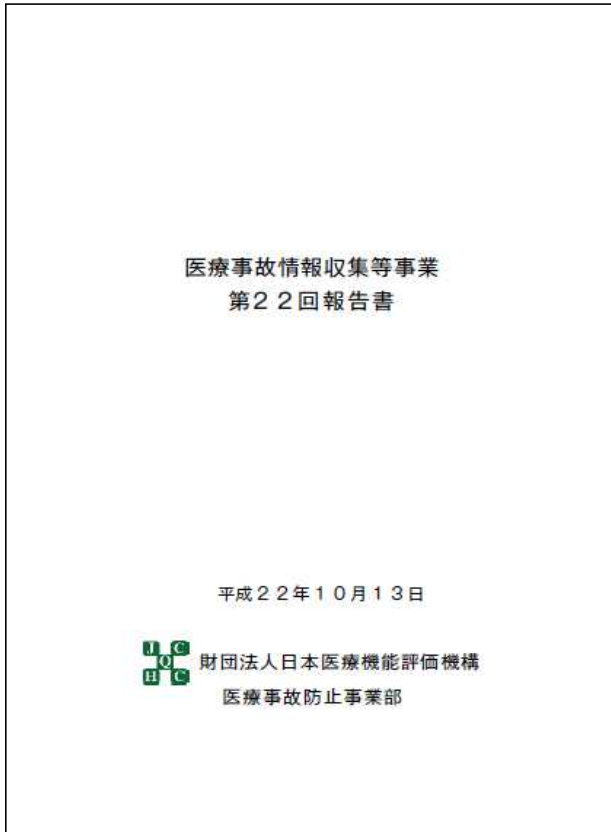 医療事故情報収集等事業
第２２回報告書
平成２２年１０月１３日
J C
Q
H C
財団法人日本医療機能評価機構
医療事故防止事業部